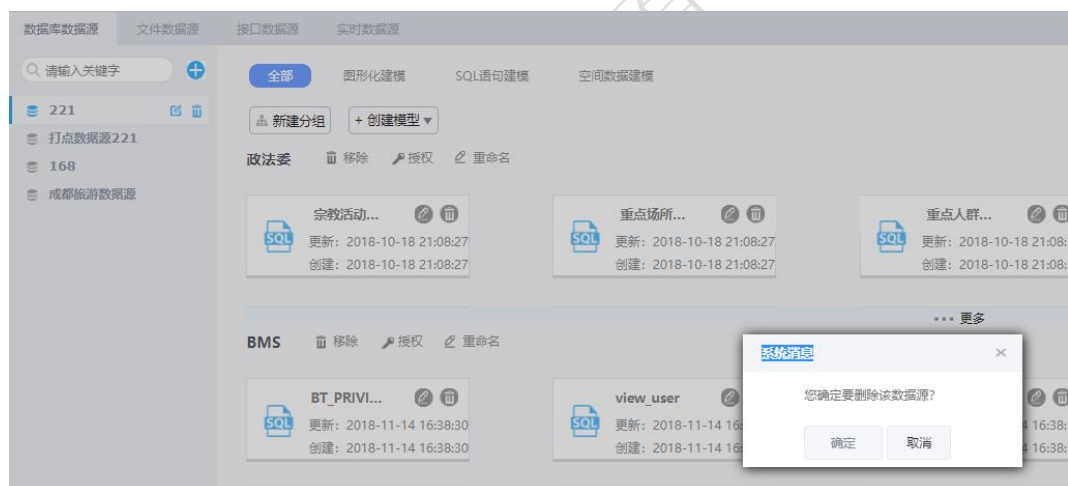 数据库数据源 文件数据源 接口数据源 实时数据源
请输入关键字
全部 图形化建模 SQL语句建模 空间数据建模
221
打点数据源221
168
成都旅游数据源
新建分组 + 创建模型▼
政法委 移除 授权 重命名
宗教活动... 重点场所... 重点人群...
SQL 更新：2018-10-18 21:08:27 SQL 更新：2018-10-18 21:08:27 SQL 更新：2018-10-18 21:08:
创建：2018-10-18 21:08:27 创建：2018-10-18 21:08:27 创建：2018-10-18 21:08:
••• 更多
BMS 移除 授权 重命名
系统消息 ×
您确定要删除该数据源?
确定 取消
BT_PRIVI... view_user
SQL 更新：2018-11-14 16:38:30 SQL 更新：2018-11-14 16: 4 16:38:
创建：2018-11-14 16:38:30 创建：2018-11-14 16: 4 16:38: